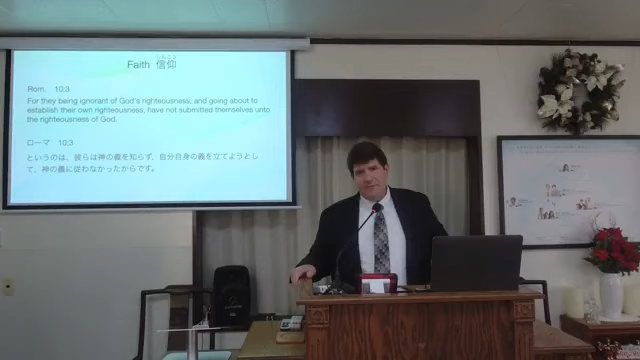 しんこう
Faith 信仰
Rom. 10:3
For they being ignorant of God's righteousness, and going about to
establish their own righteousness, have not submitted themselves unto
the righteousness of God.
ローマ 10:3
というのは、彼らは神の義を知らず、自分自身の義を立てようとし
て、神の義に従わなかったからです。